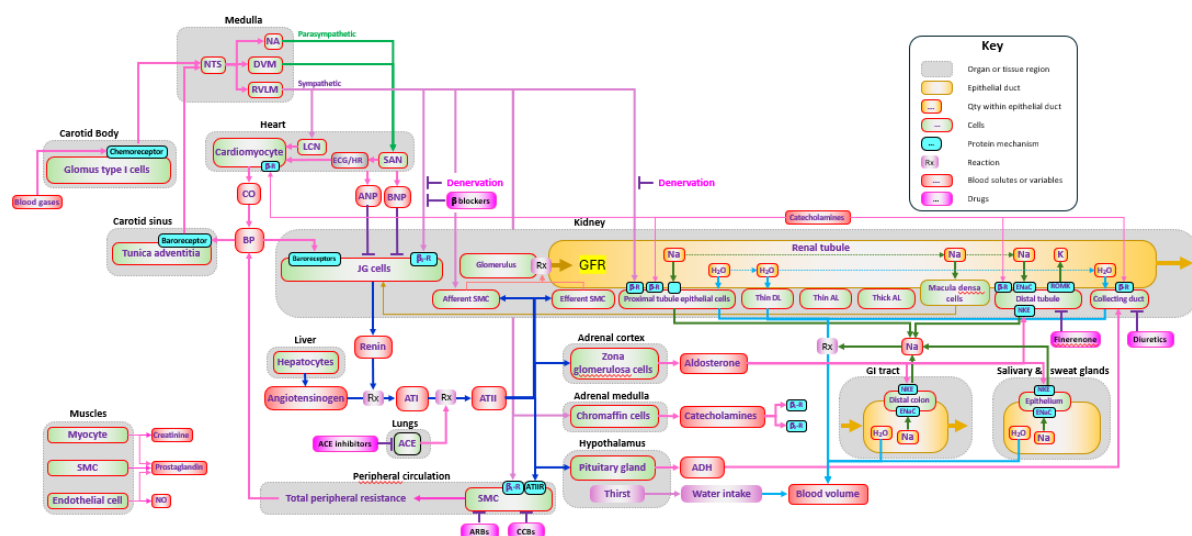 Medulla
NA
Parasympathetic
NTS
DVM
RVLM
Sympathetic
Key
Organ or tissue region
Epithelial duct
... Qty within epithelial duct
... Cells
... Protein mechanism
Rx Reaction
... Blood solutes or variables
... Drugs
Carotid Body
Chemoreceptor
Glomus type I cells
Blood gases
Heart
Cardiomyocyte
LCN
β-R
ECG/HR
SAN
CO
ANP
BNP
Denervation
β blockers
Denervation
Catecholamines
Carotid sinus
Baroreceptor
Tunica adventitia
BP
Kidney
Baroreceptors
β₁-R
JG cells
Renal tubule
Glomerulus
Rx
GFR
Na
H₂O
H₂O
Na
Na
K
H₂O
Afferent SMC
Efferent SMC
β-R
β-R
Proximal tubule epithelial cells
Thin DL
Thin AL
Thick AL
Macula densa
cells
β-R
ENaC
ROMK
Distal tubule
NKE
β-R
Collecting duct
Finerenone
Diuretics
Rx
Na
Liver
Hepatocytes
Renin
Angiotensinogen
Rx
ATI
Rx
ATII
Lungs
ACE inhibitors
ACE
Adrenal cortex
Zona
glomerulosa cells
Aldosterone
Adrenal medulla
Chromaffin cells
Catecholamines
β₁-R
β₁-R
Hypothalamus
Pituitary gland
ADH
Thirst
Water intake
Blood volume
GI tract
NKE
Distal colon
ENaC
H₂O
Na
Salivary & sweat glands
NKE
Epithelium
ENaC
H₂O
Na
Muscles
Myocyte
Creatinine
SMC
Prostaglandin
Endothelial cell
NO
Peripheral circulation
Total peripheral resistance
SMC
β₁-R
ATIIR
ARBs
CCBs